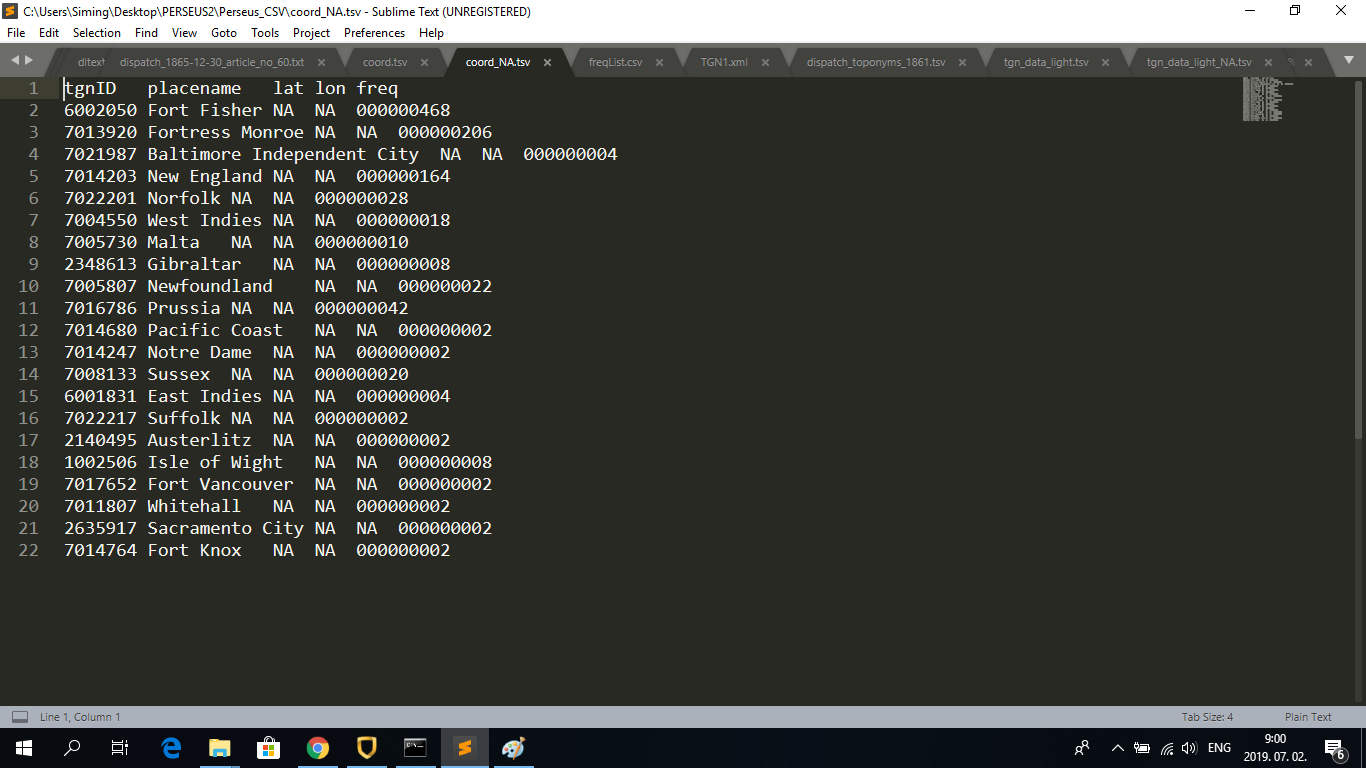 C:\Users\Siming\Desktop\PERSEUS2\Perseus_CSV\coord_NA.tsv - Sublime Text (UNREGISTERED)
File Edit Selection Find View Goto Tools Project Preferences Help
ditext dispatch_1865-12-30_article_no_60.txt coord.tsv coord_NA.tsv freqList.csv TGN1.xml dispatch_toponyms_1861.tsv tgn_data_light.tsv tgn_data_light_NA.tsv
1 tgnID placename lat lon freq
2 6002050 Fort Fisher NA NA 000000468
3 7013920 Fortress Monroe NA NA 000000206
4 7021987 Baltimore Independent City NA NA 000000004
5 7014203 New England NA NA 000000164
6 7022201 Norfolk NA NA 000000028
7 7004550 West Indies NA NA 000000018
8 7005730 Malta NA NA 000000010
9 2348613 Gibraltar NA NA 000000008
10 7005807 Newfoundland NA NA 000000022
11 7016786 Prussia NA NA 000000042
12 7014680 Pacific Coast NA NA 000000002
13 7014247 Notre Dame NA NA 000000002
14 7008133 Sussex NA NA 000000020
15 6001831 East Indies NA NA 000000004
16 7022217 Suffolk NA NA 000000002
17 2140495 Austerlitz NA NA 000000002
18 1002506 Isle of Wight NA NA 000000008
19 7017652 Fort Vancouver NA NA 000000002
20 7011807 Whitehall NA NA 000000002
21 2635917 Sacramento City NA NA 000000002
22 7014764 Fort Knox NA NA 000000002
Line 1, Column 1 Tab Size: 4 Plain Text
ENG
9:00
2019. 07. 02.
6